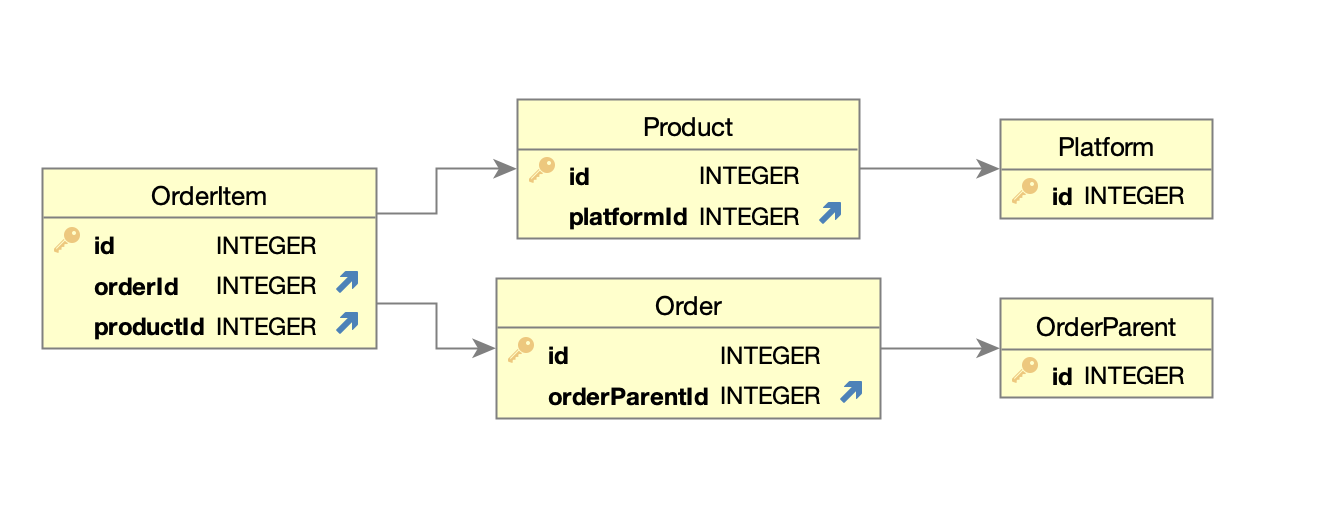 OrderItem
id INTEGER
orderId INTEGER
productId INTEGER
Product
id INTEGER
platformId INTEGER
Order
id INTEGER
orderParentId INTEGER
Platform
id INTEGER
OrderParent
id INTEGER